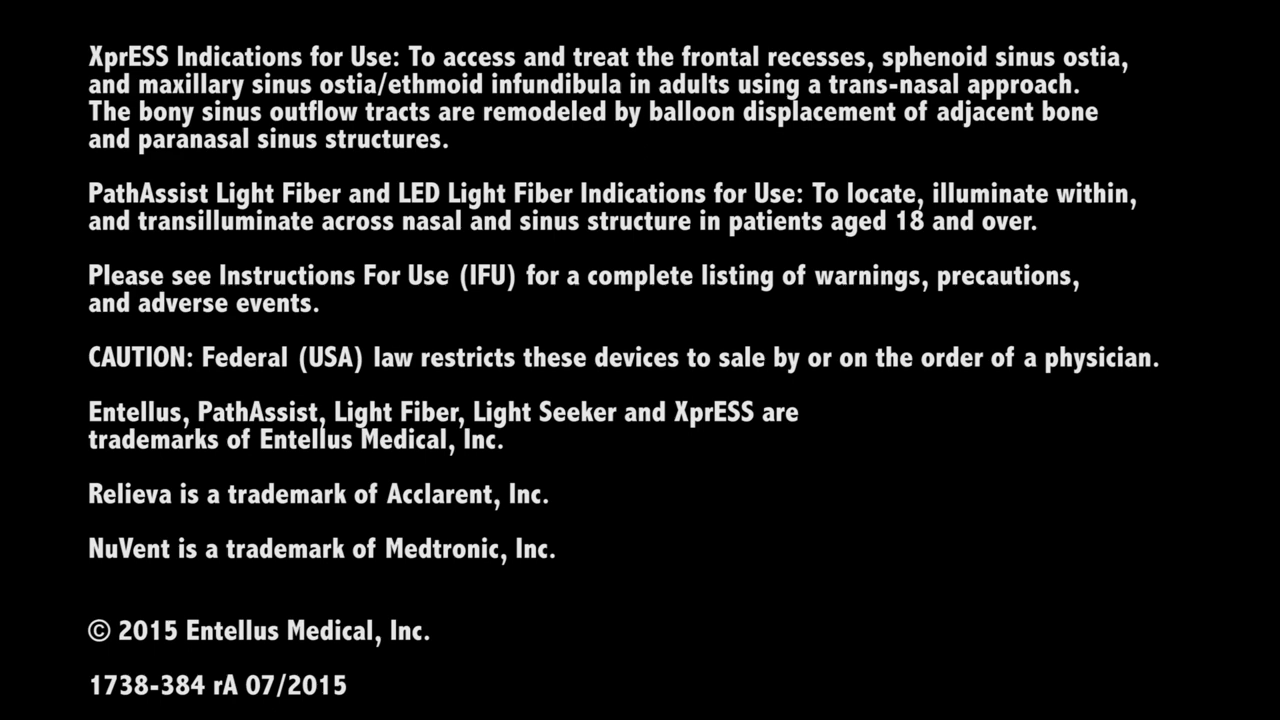 XprESS Indications for Use: To access and treat the frontal recesses, sphenoid sinus ostia,
and maxillary sinus ostia/ethmoid infundibula in adults using a trans-nasal approach.
The bony sinus outflow tracts are remodeled by balloon displacement of adjacent bone
and paranasal sinus structures.
PathAssist Light Fiber and LED Light Fiber Indications for Use: To locate, illuminate within,
and transilluminate across nasal and sinus structure in patients aged 18 and over.
Please see Instructions For Use (IFU) for a complete listing of warnings, precautions,
and adverse events.
CAUTION: Federal (USA) law restricts these devices to sale by or on the order of a physician.
Entellus, PathAssist, Light Fiber, Light Seeker and XprESS are
trademarks of Entellus Medical, Inc.
Relieva is a trademark of Acclarent, Inc.
NuVent is a trademark of Medtronic, Inc.
© 2015 Entellus Medical, Inc.
1738-384 rA 07/2015